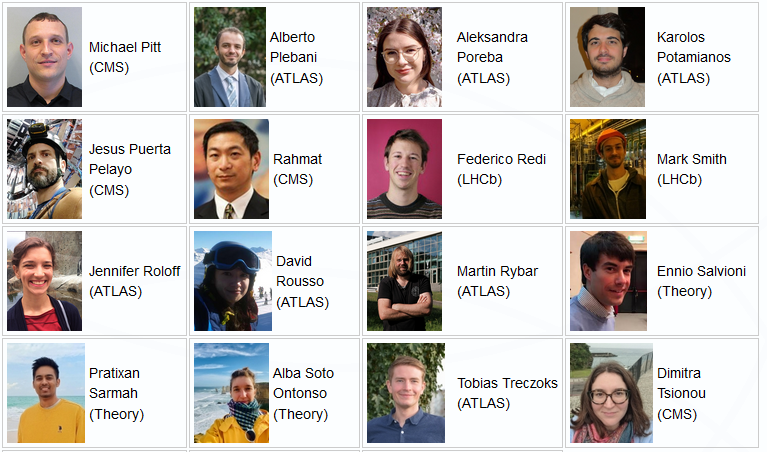 Michael Pitt
(CMS)
Alberto
Plebani
(ATLAS)
Aleksandra
Poreba
(ATLAS)
Karolos
Potamianos
(ATLAS)
Jesus Puerta
Pelayo
(CMS)
Rahmat
(CMS)
Federico Redi
(LHCb)
Mark Smith
(LHCb)
Jennifer Roloff
(ATLAS)
David
Rousso
(ATLAS)
Martin Rybar
(ATLAS)
Ennio Salvioni
(Theory)
Pratixan
Sarmah
(Theory)
Alba Soto
Ontonso
(Theory)
Tobias Treczoks
(ATLAS)
Dimitra
Tsionou
(CMS)